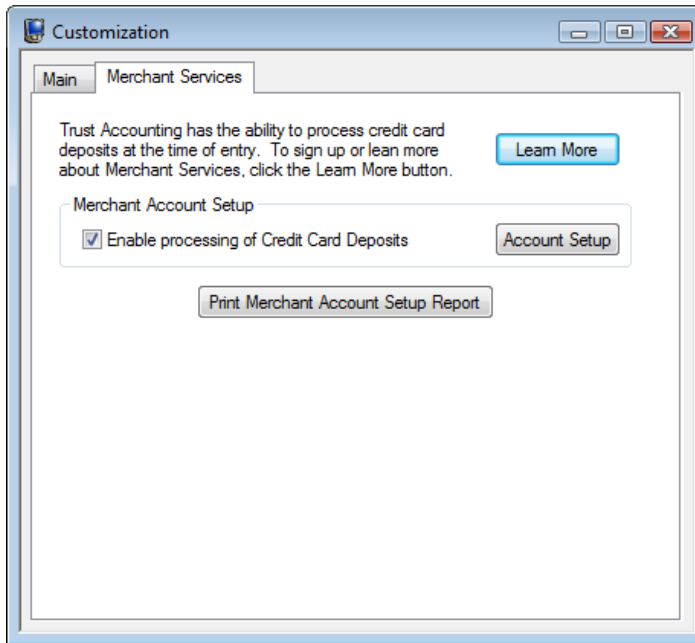 Customization
Main
Merchant Services
Trust Accounting has the ability to process credit card
deposits at the time of entry.  To sign up or lean more
about Merchant Services, click the Learn More button.
Learn More
Merchant Account Setup
Enable processing of Credit Card Deposits
Account Setup
Print Merchant Account Setup Report